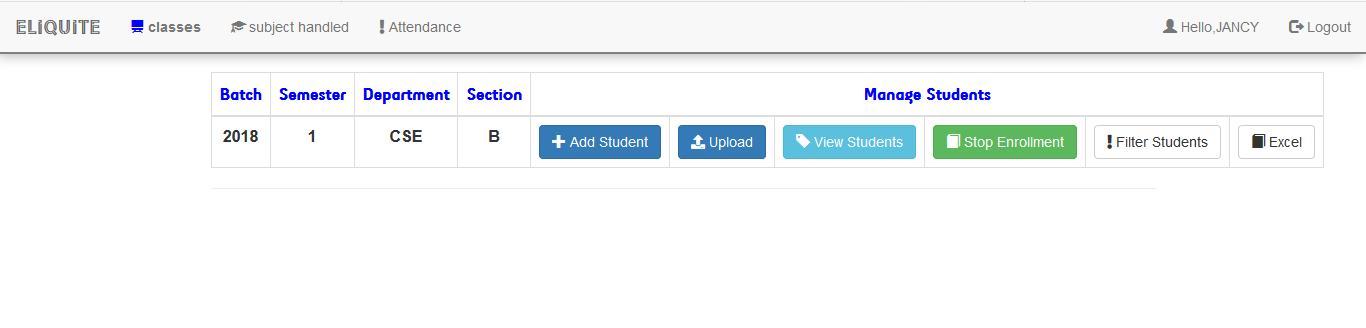 ELiQUiTE classes subject handled Attendance Hello,JANCY Logout
Batch Semester Department Section Manage Students
2018 1 CSE B Add Student Upload View Students Stop Enrollment Filter Students Excel